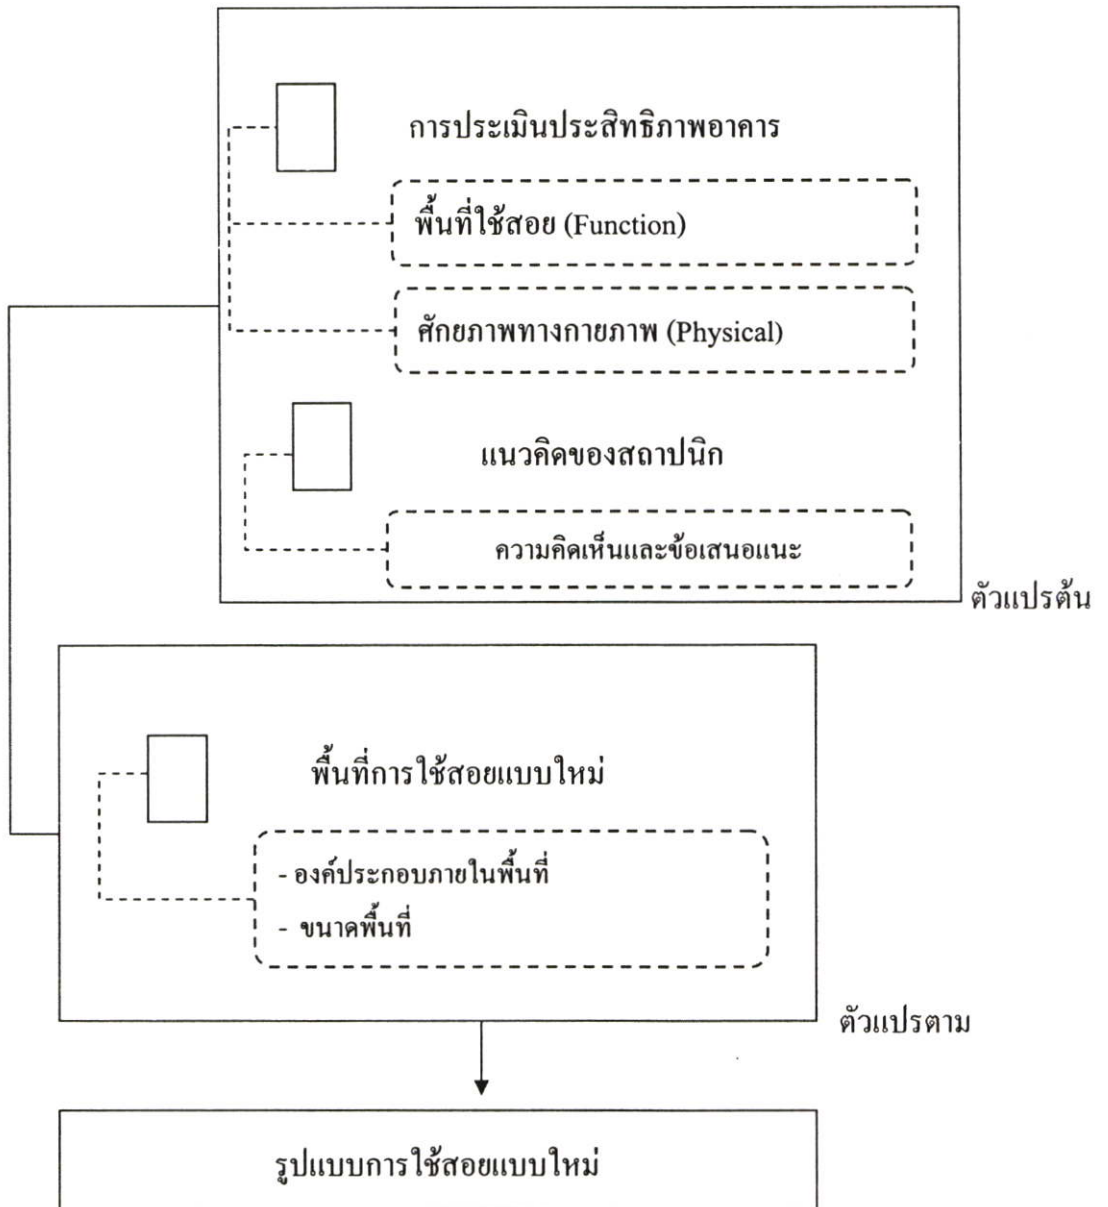 การประเมินประสิทธิภาพอาคาร
พื้นที่ใช้สอย (Function)
ศักยภาพทางกายภาพ (Physical)
แนวคิดของสถาปนิก
ความคิดเห็นและข้อเสนอแนะ
ตัวแปรต้น
พื้นที่การใช้สอยแบบใหม่
- องค์ประกอบภายในพื้นที่
- ขนาดพื้นที่
ตัวแปรตาม
รูปแบบการใช้สอยแบบใหม่